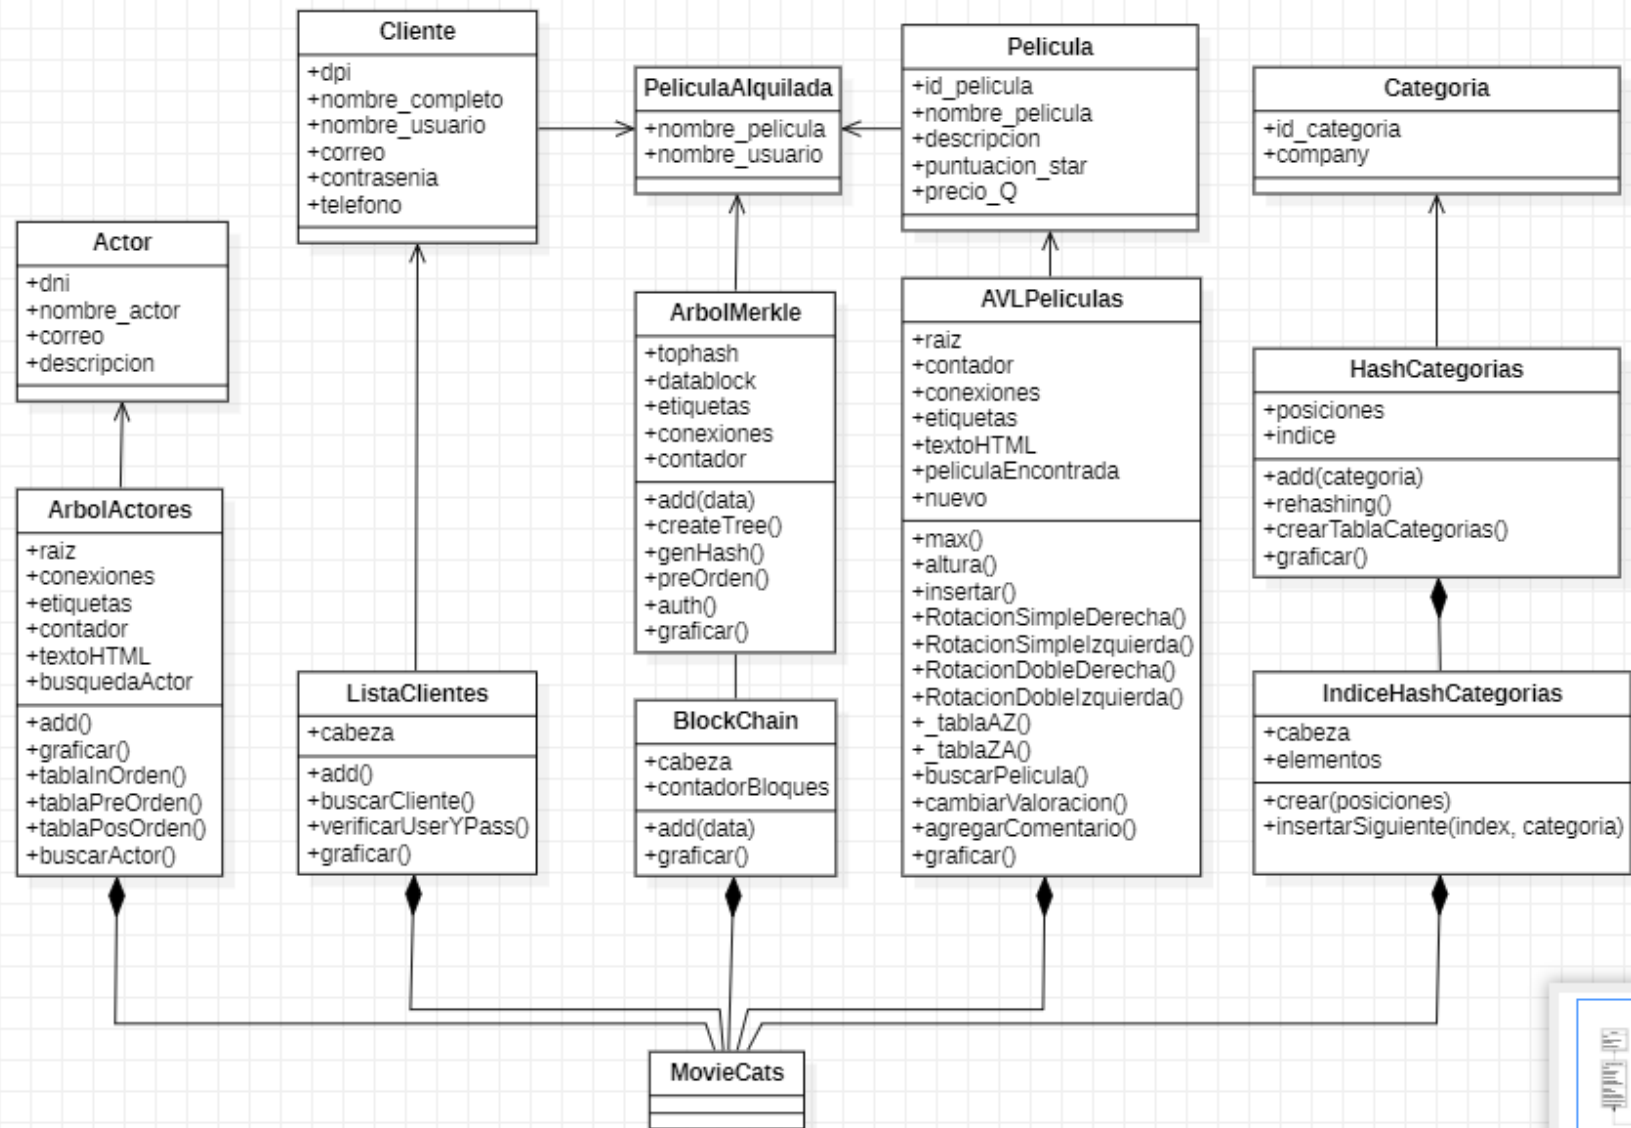 Cliente
+dpi
+nombre_completo
+nombre_usuario
+correo
+contrasenia
+telefono
PeliculaAlquilada
+nombre_pelicula
+nombre_usuario
Pelicula
+id_pelicula
+nombre_pelicula
+descripcion
+puntuacion_star
+precio_Q
Categoria
+id_categoria
+company
Actor
+dni
+nombre_actor
+correo
+descripcion
ArbolActores
+raiz
+conexiones
+etiquetas
+contador
+textoHTML
+busquedaActor
+add()
+graficar()
+tablaInOrden()
+tablaPreOrden()
+tablaPosOrden()
+buscarActor()
ListaClientes
+cabeza
+add()
+buscarCliente()
+verificarUserYPass()
+graficar()
ArbolMerkle
+tophash
+datablock
+etiquetas
+conexiones
+contador
+add(data)
+createTree()
+genHash()
+preOrden()
+auth()
+graficar()
BlockChain
+cabeza
+contadorBloques
+add(data)
+graficar()
AVLPeliculas
+raiz
+contador
+conexiones
+etiquetas
+textoHTML
+peliculaEncontrada
+nuevo
+max()
+altura()
+insertar()
+RotacionSimpleDerecha()
+RotacionSimpleIzquierda()
+RotacionDobleDerecha()
+RotacionDobleIzquierda()
+_tablaAZ()
+_tablaZA()
+buscarPelicula()
+cambiarValoracion()
+agregarComentario()
+graficar()
HashCategorias
+posiciones
+indice
+add(categoria)
+rehashing()
+crearTablaCategorias()
+graficar()
IndiceHashCategorias
+cabeza
+elementos
+crear(posiciones)
+insertarSiguiente(index, categoria)
MovieCats